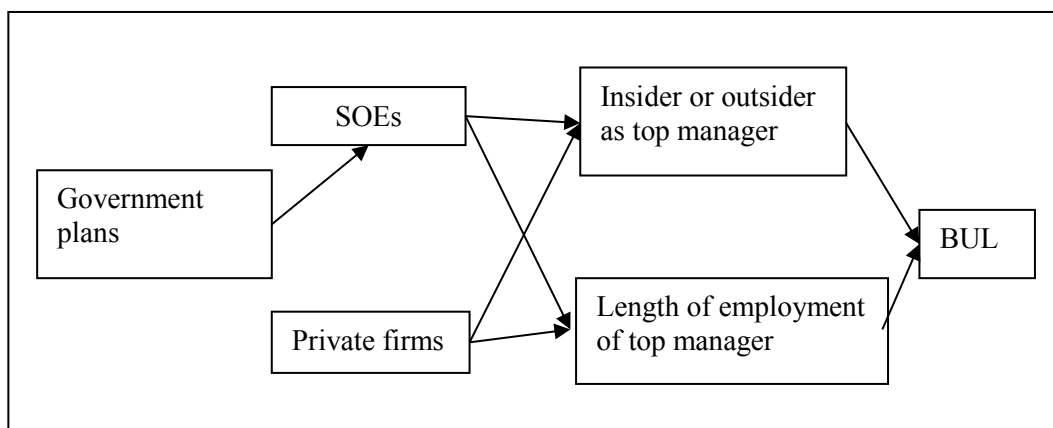 SOEs
Insider or outsider
as top manager
Government
plans
BUL
Private firms
Length of employment
of top manager